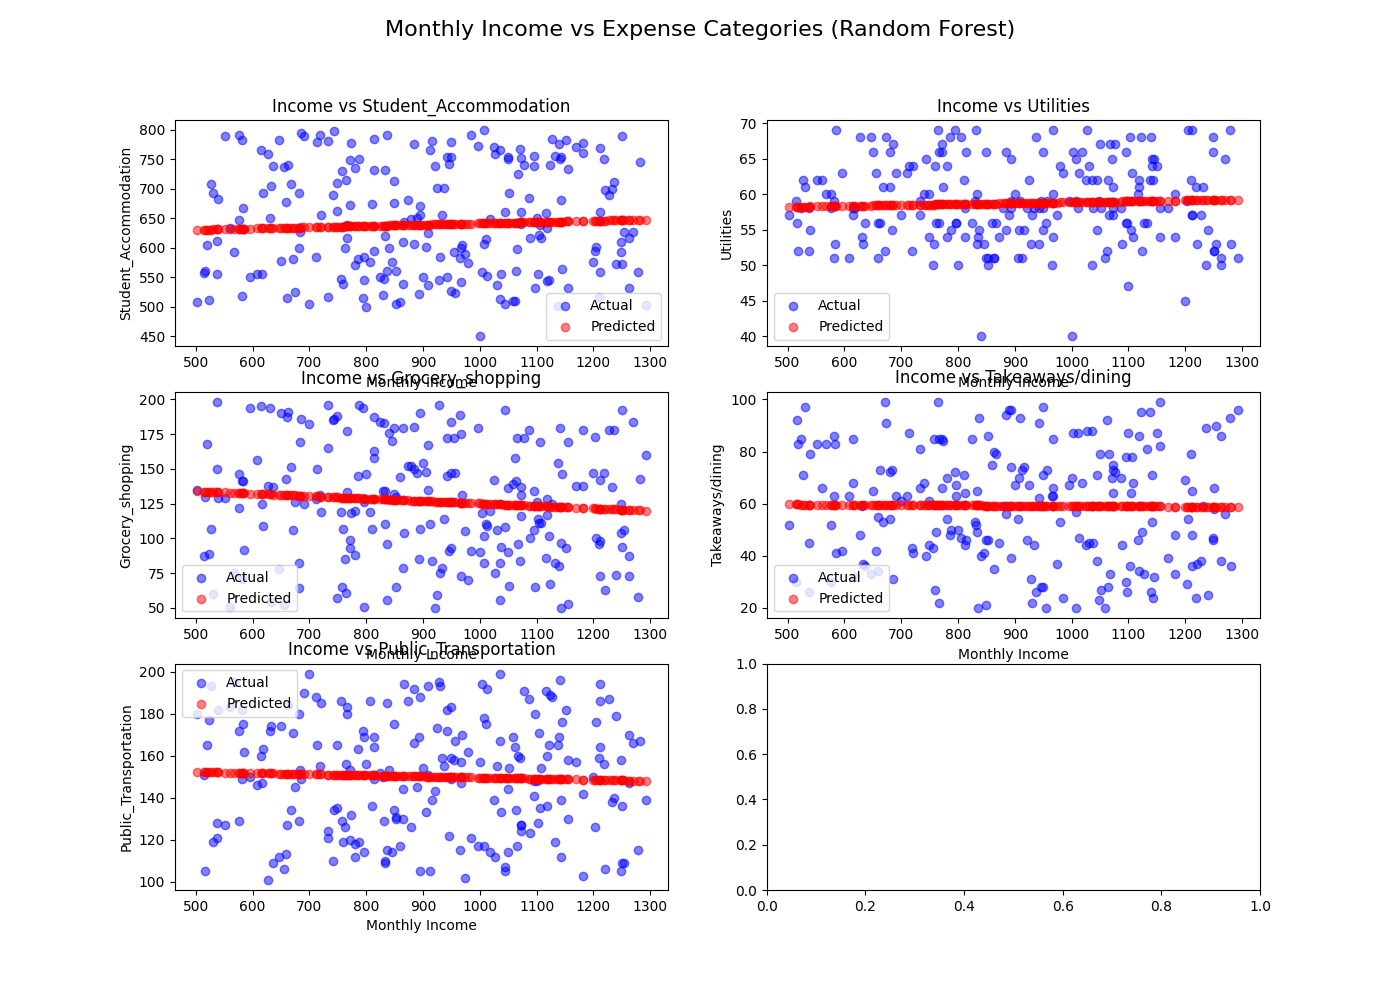 Monthly Income vs Expense Categories (Random Forest)
Income vs Student_Accommodation
Student_Accommodation
800
750
700
650
600
550
500
450
Actual
Predicted
500 600 700 800 900 1000 1100 1200 1300
Monthly Income
Income vs Utilities
Utilities
70
65
60
55
50
45
40
Actual
Predicted
500 600 700 800 900 1000 1100 1200 1300
Monthly Income
Income vs Grocery_shopping
Grocery_shopping
200
175
150
125
100
75
50
Actual
Predicted
500 600 700 800 900 1000 1100 1200 1300
Monthly Income
Income vs Takeaways/dining
Takeaways/dining
100
80
60
40
20
Actual
Predicted
500 600 700 800 900 1000 1100 1200 1300
Monthly Income
Income vs Public_Transportation
Public_Transportation
200
180
160
140
120
100
Actual
Predicted
500 600 700 800 900 1000 1100 1200 1300
Monthly Income
1.0
0.8
0.6
0.4
0.2
0.0
0.0 0.2 0.4 0.6 0.8 1.0